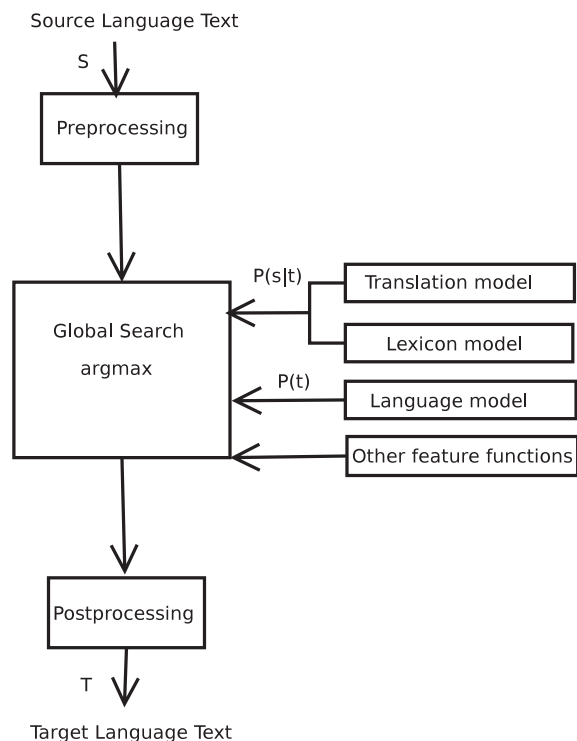 Source Language Text
S
Preprocessing
P(s|t)
Translation model
Global Search
argmax
Lexicon model
P(t)
Language model
Other feature functions
Postprocessing
T
Target Language Text